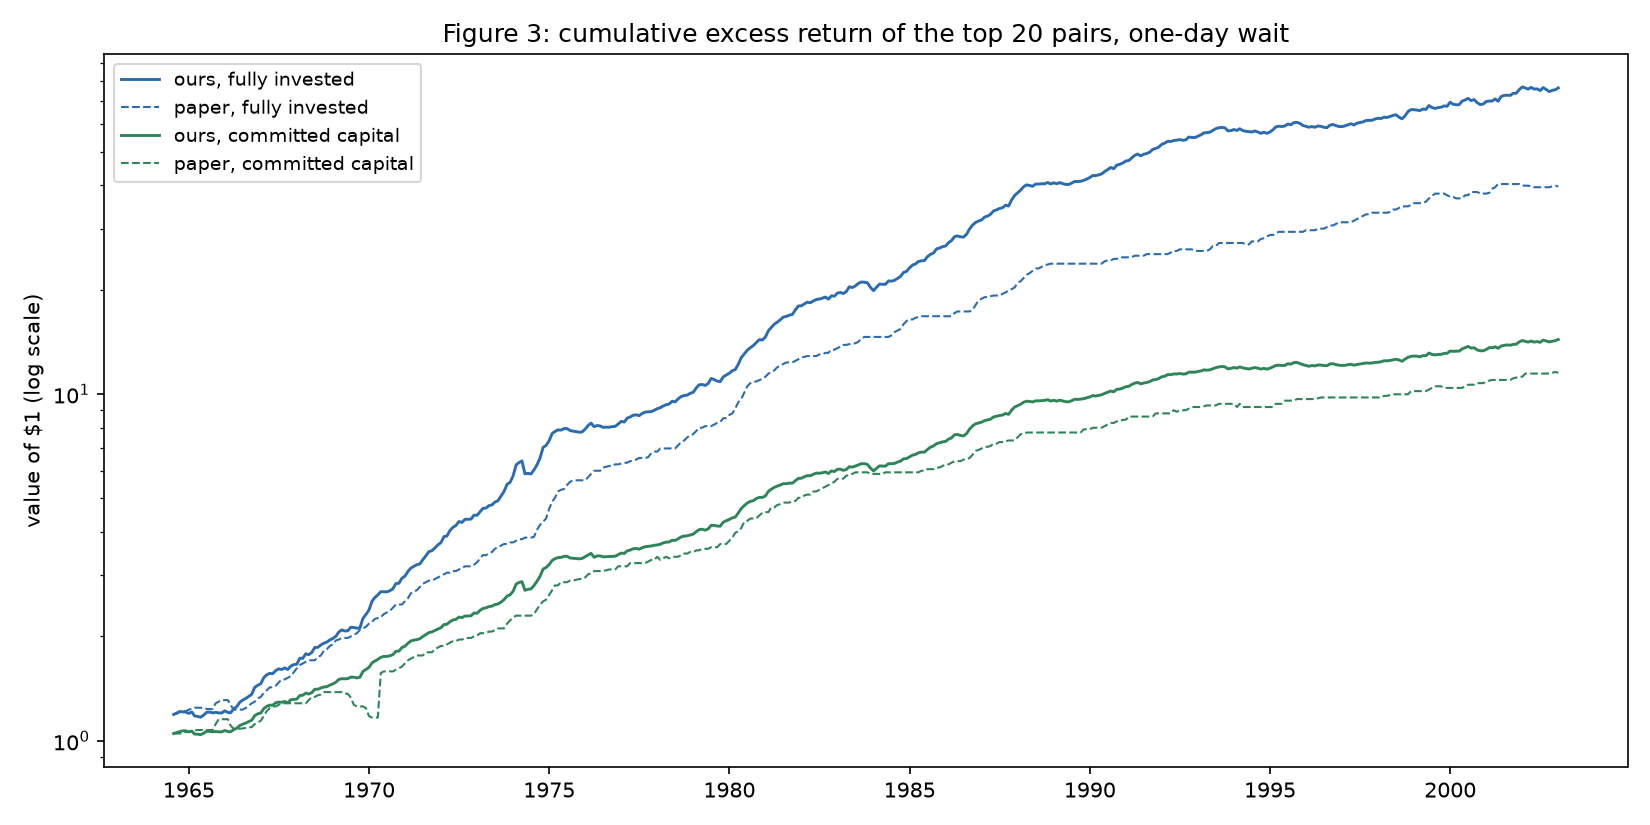 Figure 3: cumulative excess return of the top 20 pairs, one-day wait
ours, fully invested
paper, fully invested
ours, committed capital
paper, committed capital
value of $1 (log scale)
10¹
10⁰
1965 1970 1975 1980 1985 1990 1995 2000